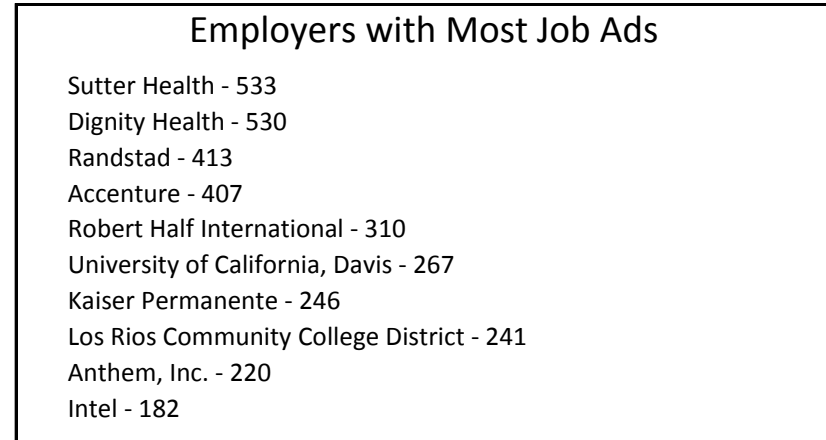 Employers with Most Job Ads
Sutter Health - 533
Dignity Health - 530
Randstad - 413
Accenture - 407
Robert Half International - 310
University of California, Davis - 267
Kaiser Permanente - 246
Los Rios Community College District - 241
Anthem, Inc. - 220
Intel - 182